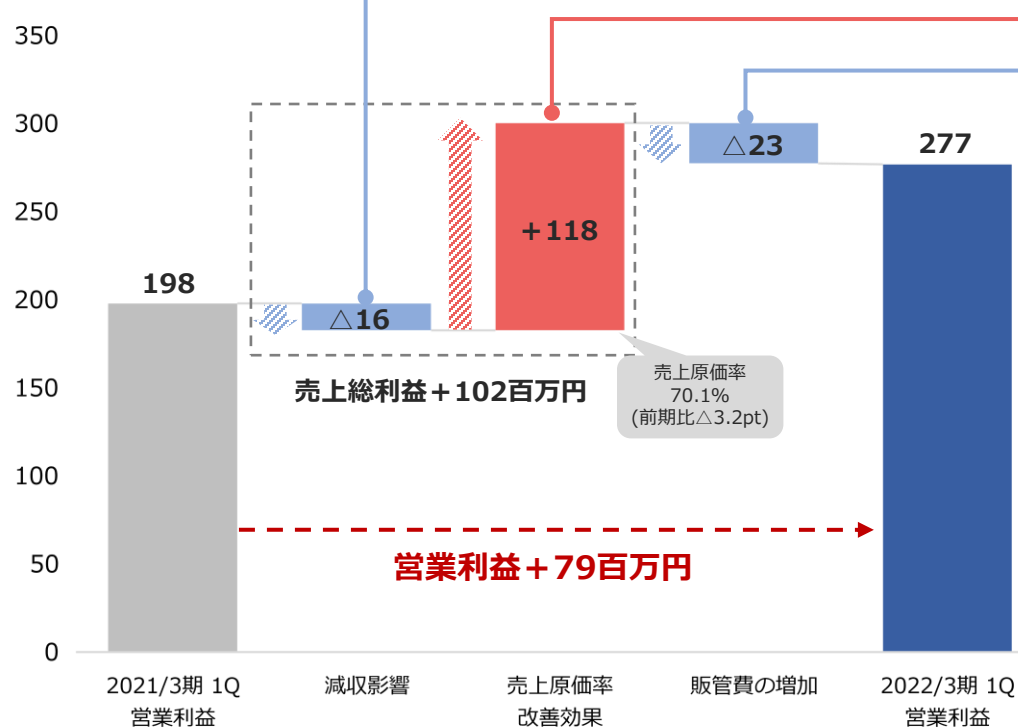 350
300
250
200
150
100
50
0
198
△16
＋118
△23
277
売上総利益＋102百万円
売上原価率
70.1%
(前期比△3.2pt)
営業利益＋79百万円
2021/3期 1Q
営業利益
減収影響
売上原価率
改善効果
販管費の増加
2022/3期 1Q
営業利益